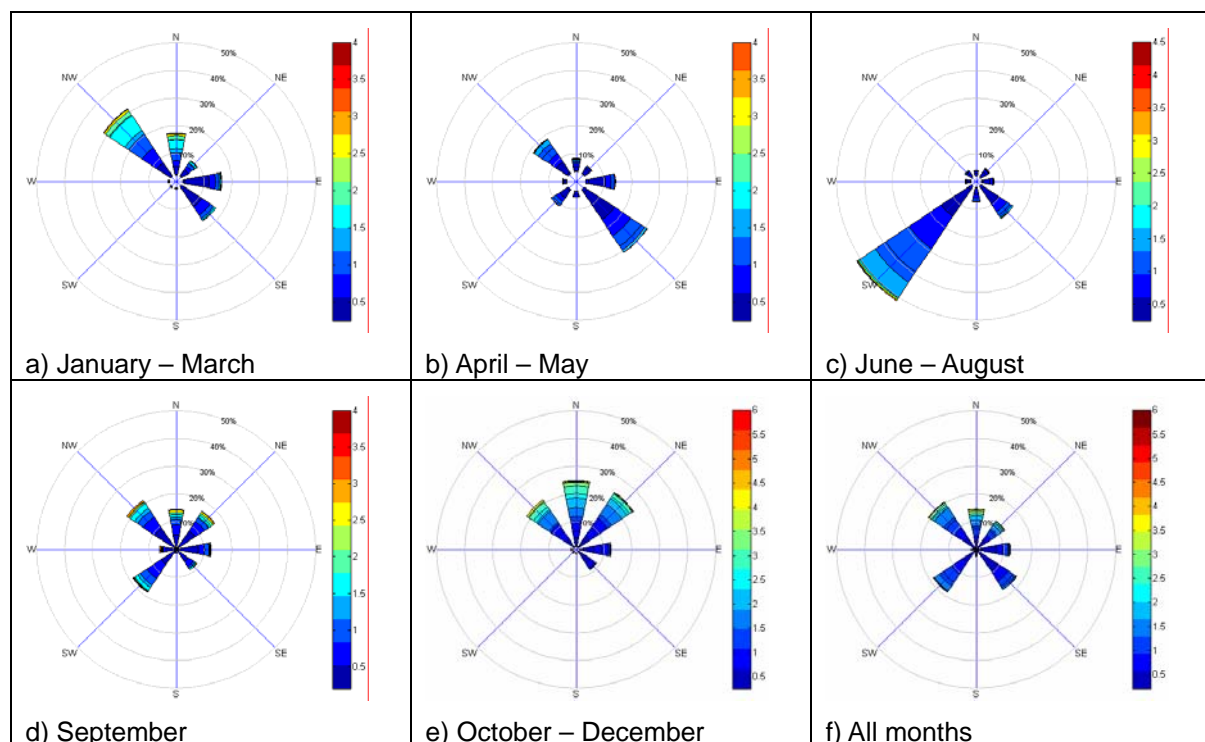 N
50%
NW
NE
40%
30%
20%
10%
W
E
SW
SE
S
4
3.5
3
2.5
2
1.5
1
0.5
a) January – March
N
50%
NW
NE
40%
30%
20%
10%
W
E
SW
SE
S
4
3.5
3
2.5
2
1.5
1
0.5
b) April – May
N
50%
NW
NE
40%
30%
20%
10%
W
E
SW
SE
S
4.5
4
3.5
3
2.5
2
1.5
1
0.5
c) June – August
N
50%
NW
NE
40%
30%
20%
10%
W
E
SW
SE
S
4
3.5
3
2.5
2
1.5
1
0.5
d) September
N
50%
NW
NE
40%
30%
20%
10%
W
E
SW
SE
S
6
5.5
5
4.5
4
3.5
3
2.5
2
1.5
1
0.5
e) October – December
N
50%
NW
NE
40%
30%
20%
10%
W
E
SW
SE
S
6
5.5
5
4.5
4
3.5
3
2.5
2
1.5
1
0.5
f) All months